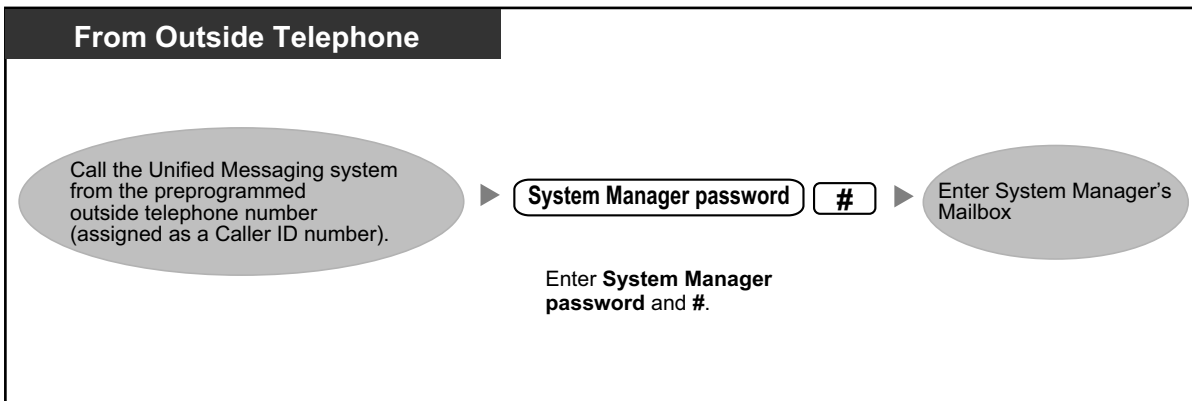 From Outside Telephone
Call the Unified Messaging system
from the preprogrammed
outside telephone number
(assigned as a Caller ID number).
System Manager password #
Enter System Manager
password and #.
Enter System Manager’s
Mailbox